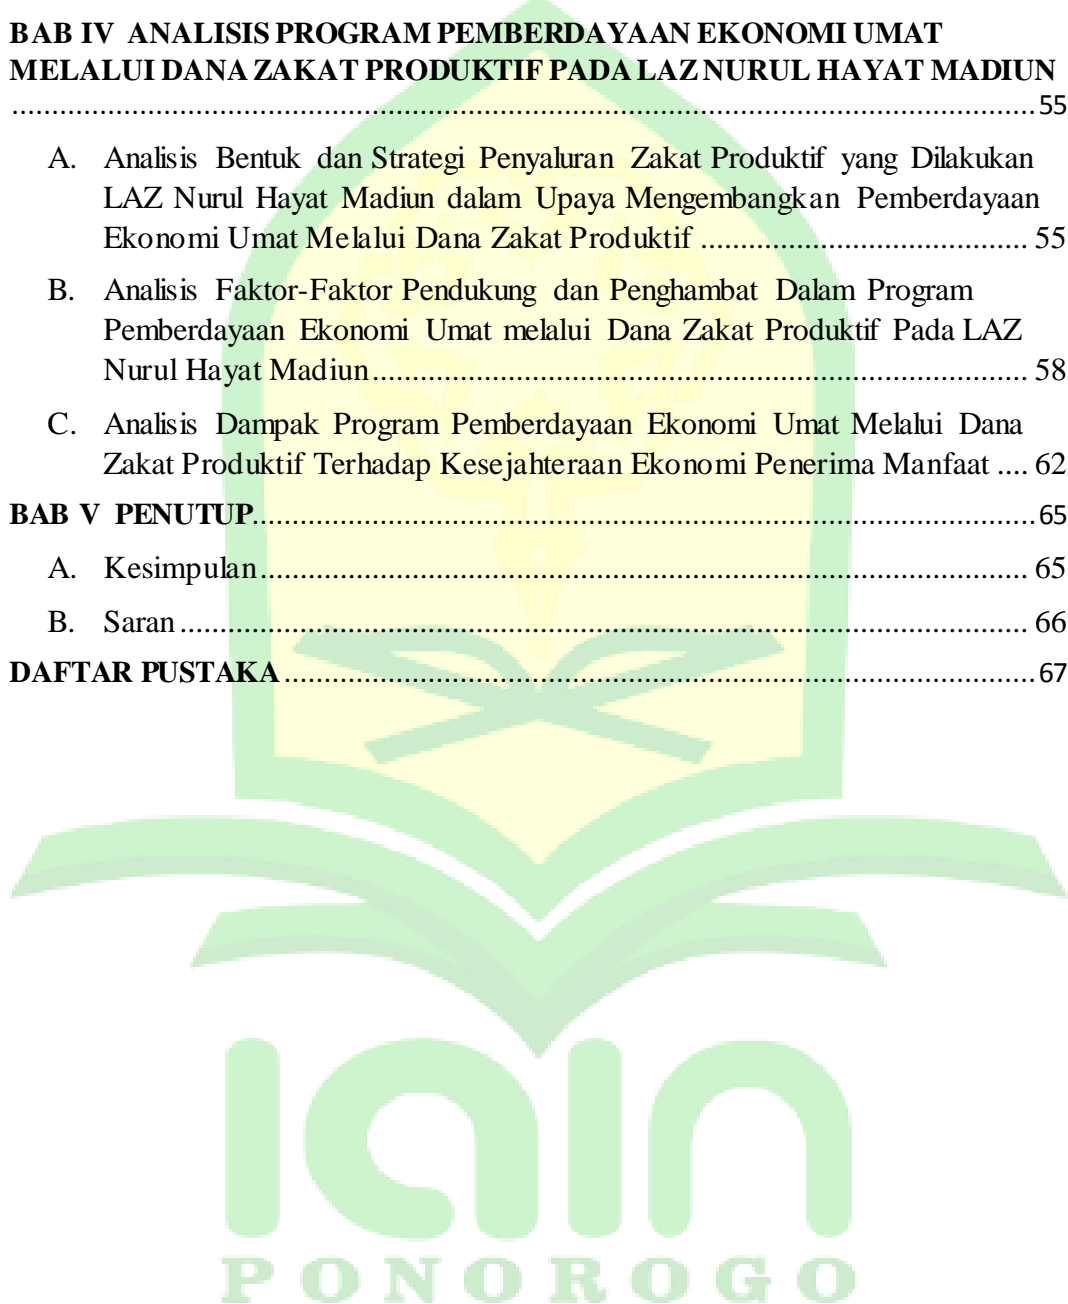 BAB IV ANALISIS PROGRAM PEMBERDAYAAN EKONOMI UMAT
MELALUI DANA ZAKAT PRODUKTIF PADA LAZ NURUL HAYAT MADIUN
.......................................................................................................... 55
A. Analisis Bentuk dan Strategi Penyaluran Zakat Produktif yang Dilakukan
LAZ Nurul Hayat Madiun dalam Upaya Mengembangkan Pemberdayaan
Ekonomi Umat Melalui Dana Zakat Produktif .................................. 55
B. Analisis Faktor-Faktor Pendukung dan Penghambat Dalam Program
Pemberdayaan Ekonomi Umat melalui Dana Zakat Produktif Pada LAZ
Nurul Hayat Madiun.................................................................... 58
C. Analisis Dampak Program Pemberdayaan Ekonomi Umat Melalui Dana
Zakat Produktif Terhadap Kesejahteraan Ekonomi Penerima Manfaat .... 62
BAB V PENUTUP................................................................................. 65
A. Kesimpulan................................................................................ 65
B. Saran ........................................................................................ 66
DAFTAR PUSTAKA.............................................................................. 67
iain
PONOROGO